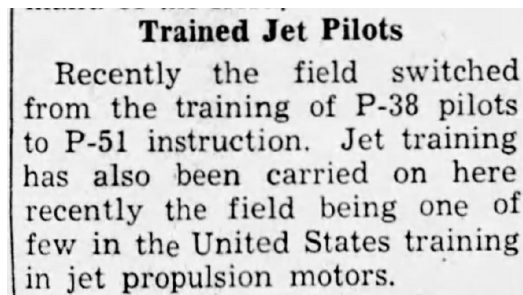 Trained Jet Pilots
Recently the field switched
from the training of P-38 pilots
to P-51 instruction. Jet training
has also been carried on here
recently the field being one of
few in the United States training
in jet propulsion motors.